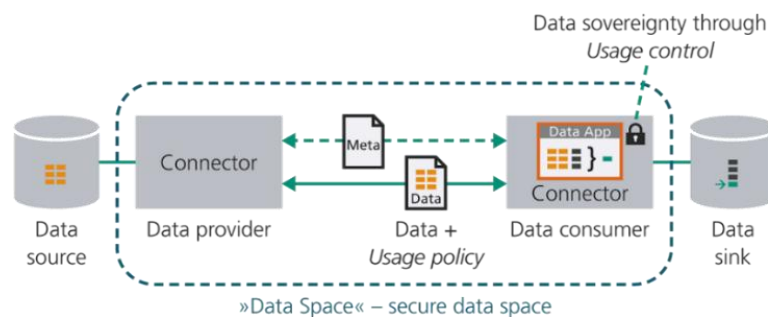 Data sovereignty through
Usage control
Data App
Meta
Connector
Connector
Data
Data
source
Data provider
Data +
Usage policy
Data consumer
Data
sink
»Data Space« – secure data space